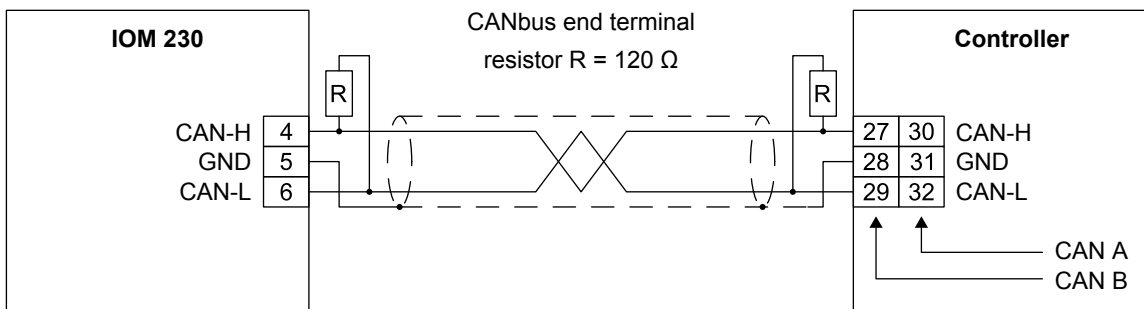 IOM 230
CANbus end terminal
resistor R = 120 Ω
Controller
R
R
CAN-H 4
27 30 CAN-H
GND 5
28 31 GND
CAN-L 6
29 32 CAN-L
CAN A
CAN B